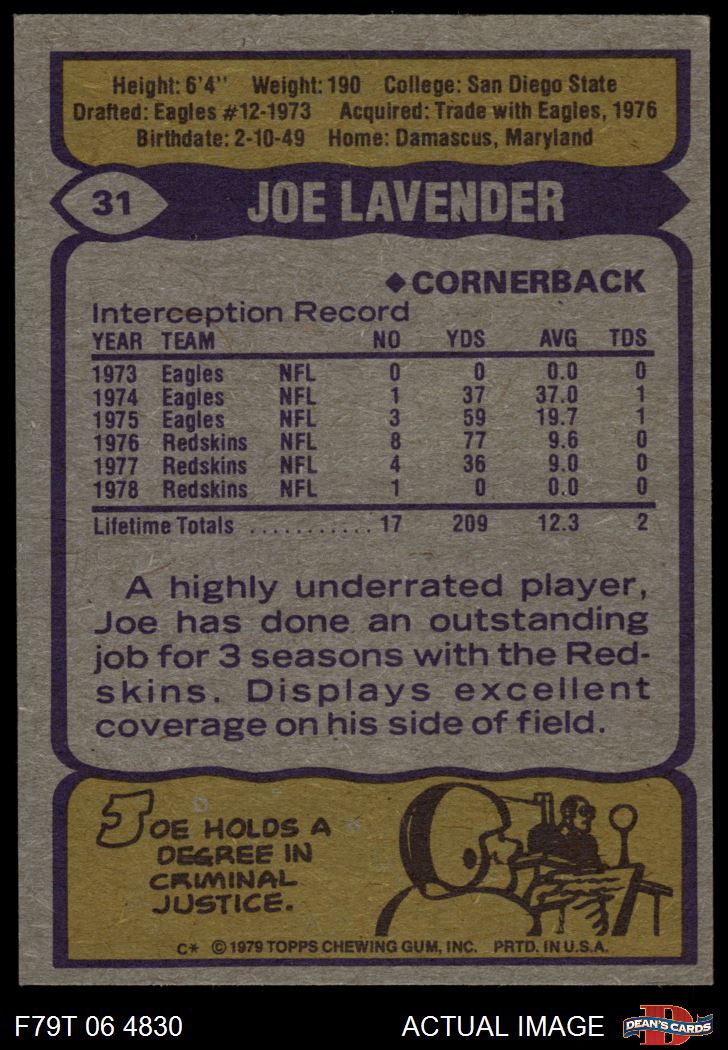 Height: 6'4" Weight: 190 College: San Diego State
Drafted: Eagles #12-1973 Acquired: Trade with Eagles, 1976
Birthdate: 2-10-49 Home: Damascus, Maryland
31 JOE LAVENDER
◆CORNERBACK
Interception Record
YEAR TEAM NO YDS AVG TDS
1973 Eagles NFL 0 0 0.0 0
1974 Eagles NFL 1 37 37.0 1
1975 Eagles NFL 3 59 19.7 1
1976 Redskins NFL 8 77 9.6 0
1977 Redskins NFL 4 36 9.0 0
1978 Redskins NFL 1 0 0.0 0
Lifetime Totals ........... 17 209 12.3 2
A highly underrated player,
Joe has done an outstanding
job for 3 seasons with the Red-
skins. Displays excellent
coverage on his side of field.
JOE HOLDS A
DEGREE IN
CRIMINAL
JUSTICE.
C* © 1979 TOPPS CHEWING GUM, INC. PRTD. IN U.S.A.
F79T 06 4830 ACTUAL IMAGE D DEAN'S CARDS